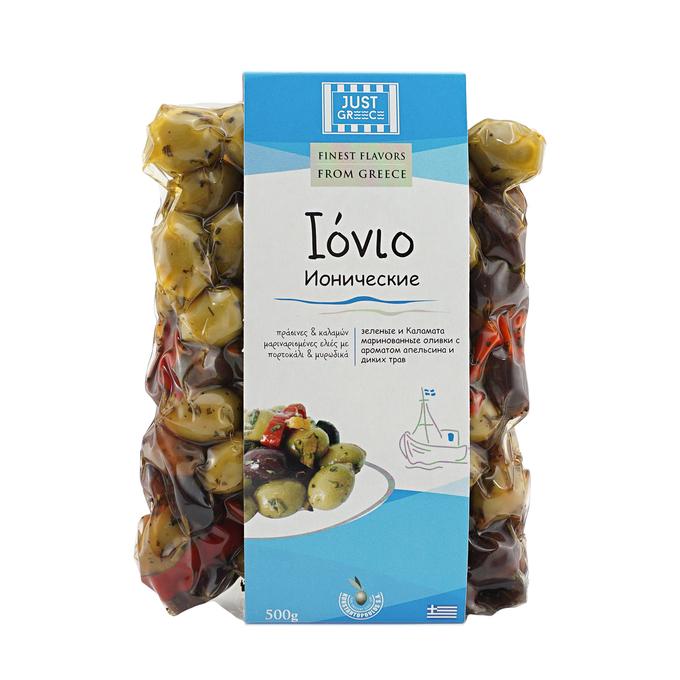 JUST
GREECE
FINEST FLAVORS
FROM GREECE
Ιόνιο
Ионические
πράσινες & καλαμών
μαριναρισμένες ελιές με
πορτοκάλι & μυρωδικά
зеленые и Каламата
маринованные оливки с
ароматом апельсина и
диких трав
500g
KONSTANTOPOULOS S.A.